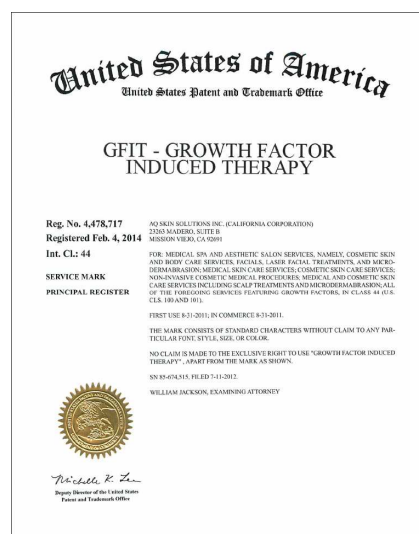 United States of America
United States Patent and Trademark Office
GFIT - GROWTH FACTOR
INDUCED THERAPY
Reg. No. 4,478,717
Registered Feb. 4, 2014
Int. Cl.: 44
SERVICE MARK
PRINCIPAL REGISTER
AQ SKIN SOLUTIONS INC. (CALIFORNIA CORPORATION)
23263 MADERO, SUITE B
MISSION VIEJO, CA 92691
FOR: MEDICAL SPA AND AESTHETIC SALON SERVICES, NAMELY, COSMETIC SKIN
AND BODY CARE SERVICES, FACIALS, LASER FACIAL TREATMENTS, AND MICRO-
DERMABRASION; MEDICAL SKIN CARE SERVICES; COSMETIC SKIN CARE SERVICES;
NON-INVASIVE COSMETIC MEDICAL PROCEDURES; MEDICAL AND COSMETIC SKIN
CARE SERVICES INCLUDING SCALP TREATMENTS AND MICRODERMABRASION; ALL
OF THE FOREGOING SERVICES FEATURING GROWTH FACTORS, IN CLASS 44 (U.S.
CLS. 100 AND 101).
FIRST USE 8-31-2011; IN COMMERCE 8-31-2011.
THE MARK CONSISTS OF STANDARD CHARACTERS WITHOUT CLAIM TO ANY PAR-
TICULAR FONT, STYLE, SIZE, OR COLOR.
NO CLAIM IS MADE TO THE EXCLUSIVE RIGHT TO USE "GROWTH FACTOR INDUCED
THERAPY", APART FROM THE MARK AS SHOWN.
SN 85-674,515, FILED 7-11-2012.
WILLIAM JACKSON, EXAMINING ATTORNEY
Michelle K. Lee
Deputy Director of the United States
Patent and Trademark Office